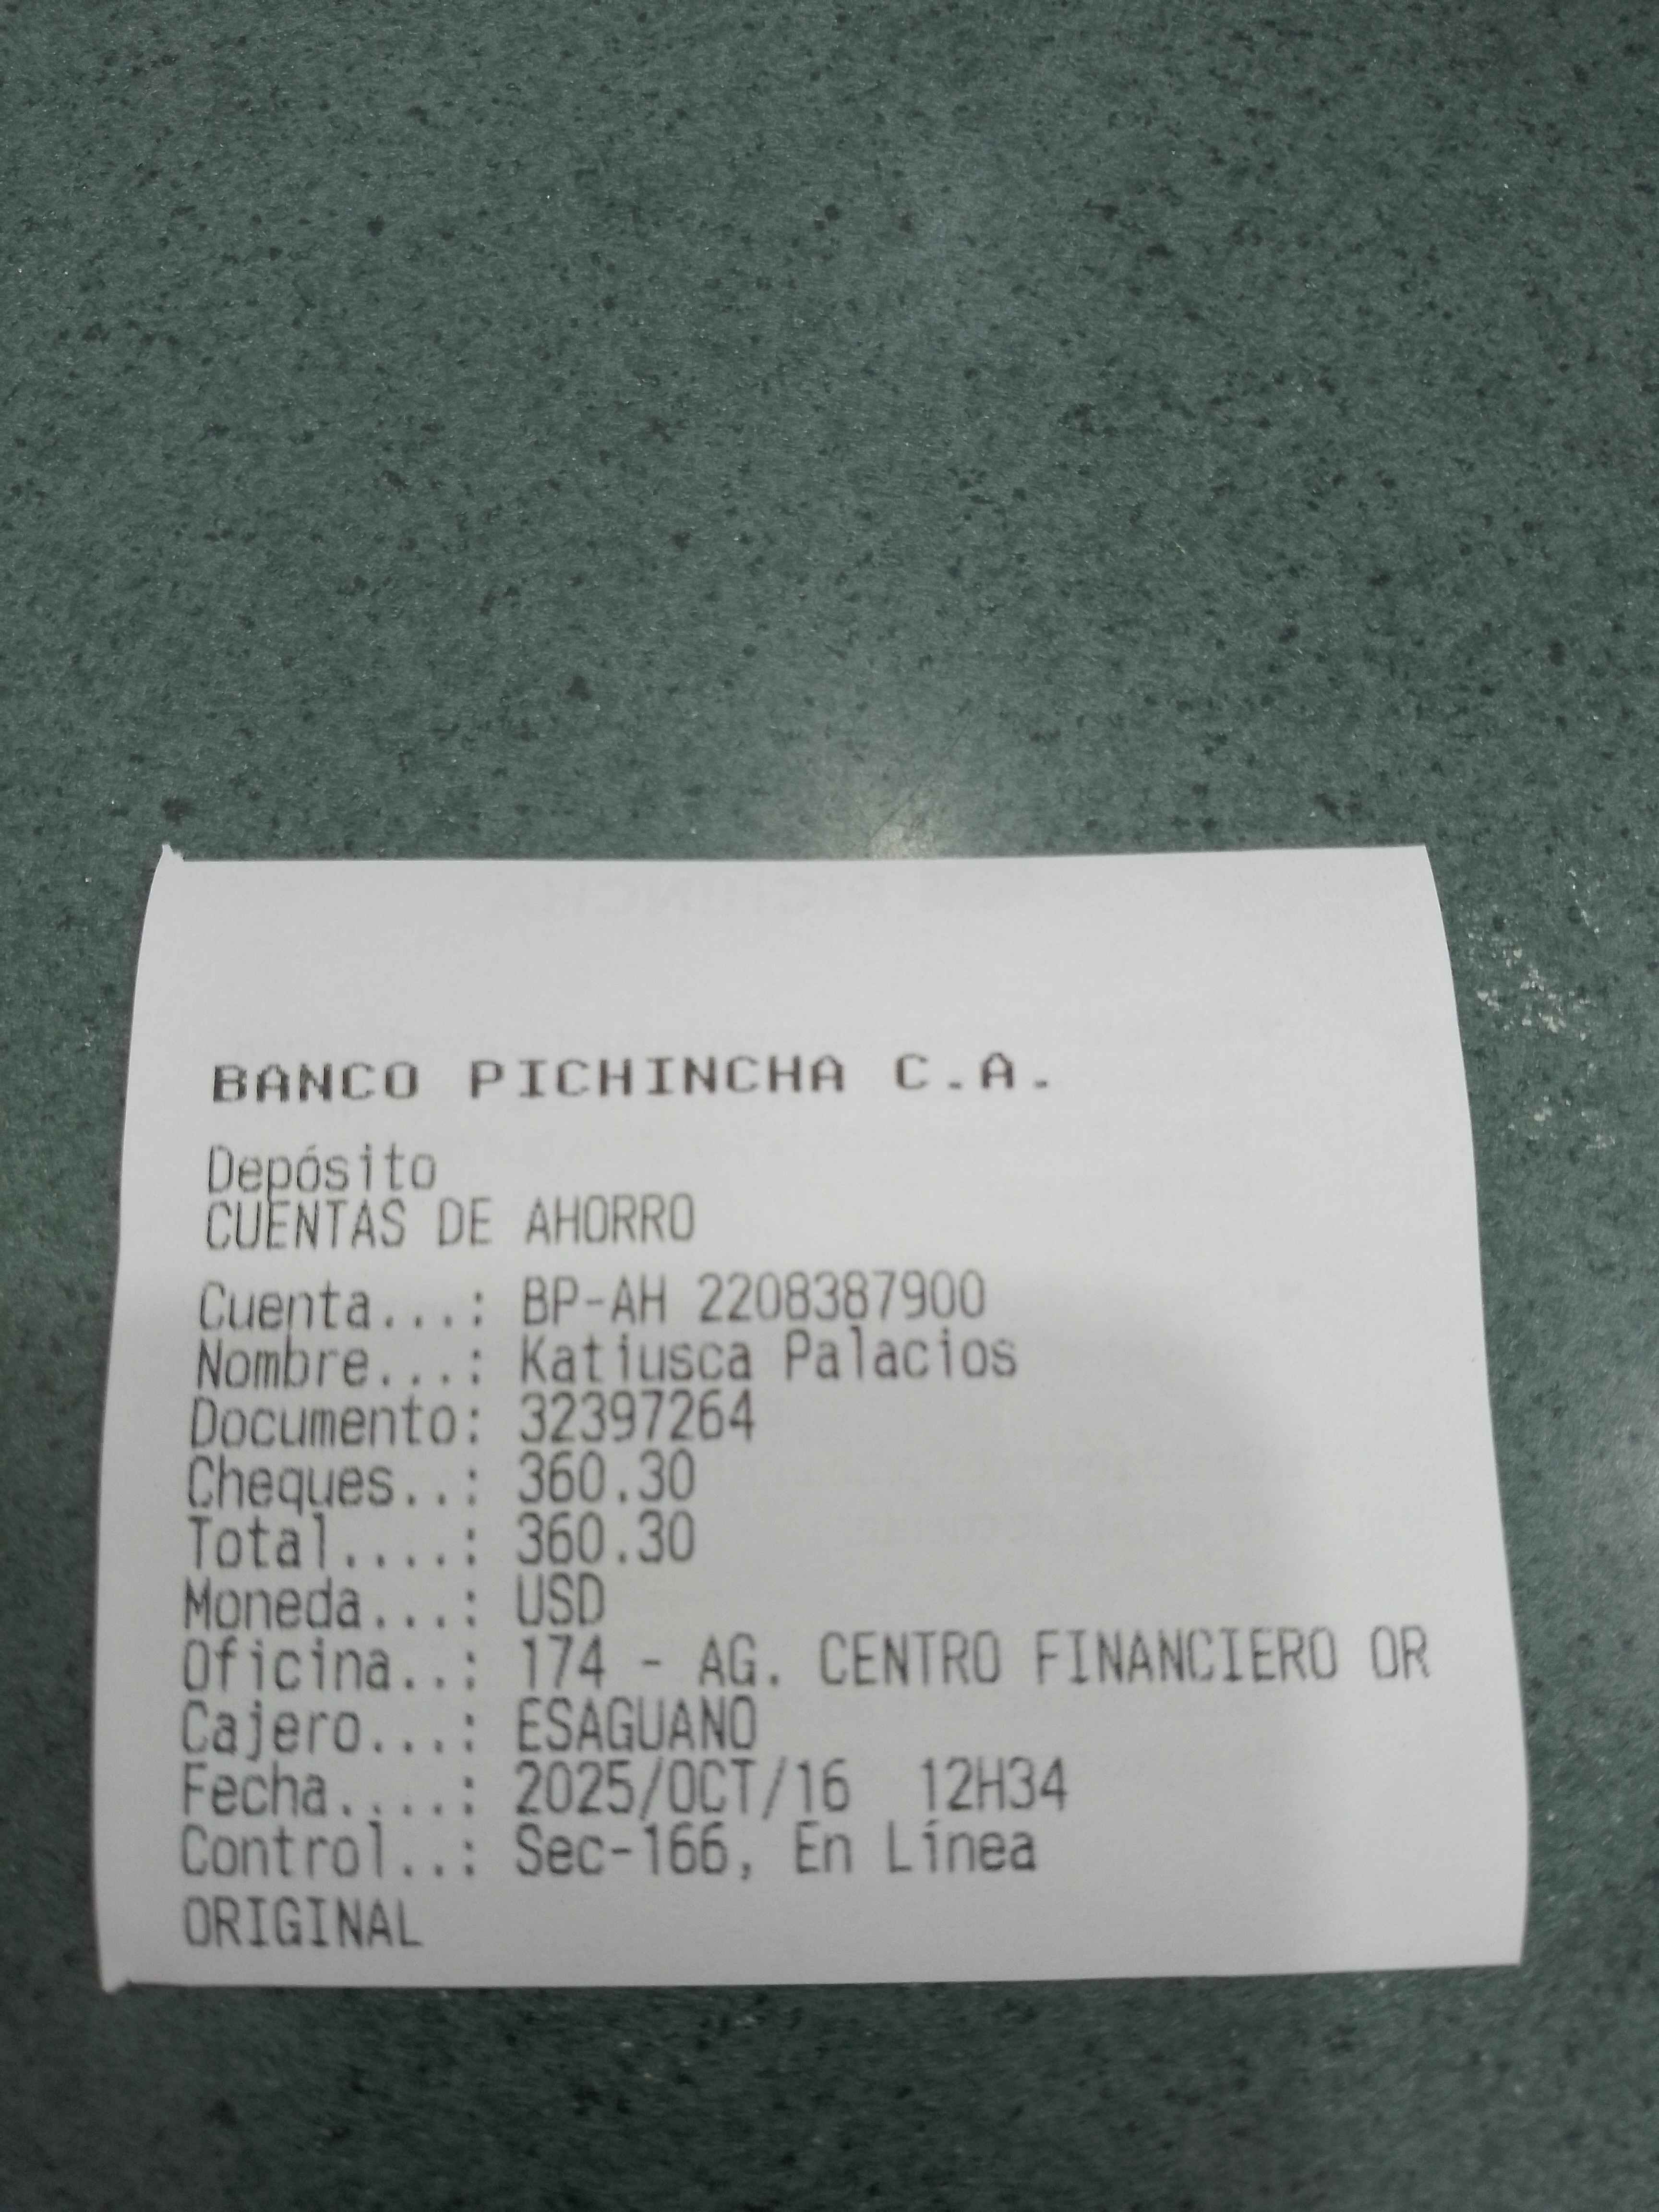 BANCO PICHINCHA C.A.
Depósito
CUENTAS DE AHORRO
Cuenta...: BP-AH 2208387900
Nombre...: Katiusca Palacios
Documento: 32397264
Cheques..: 360.30
Total....: 360.30
Moneda...: USD
Oficina..: 174 - AG. CENTRO FINANCIERO OR
Cajero...: ESAGUANO
Fecha....: 2025/OCT/16  12H34
Control..: Sec-166, En Línea
ORIGINAL